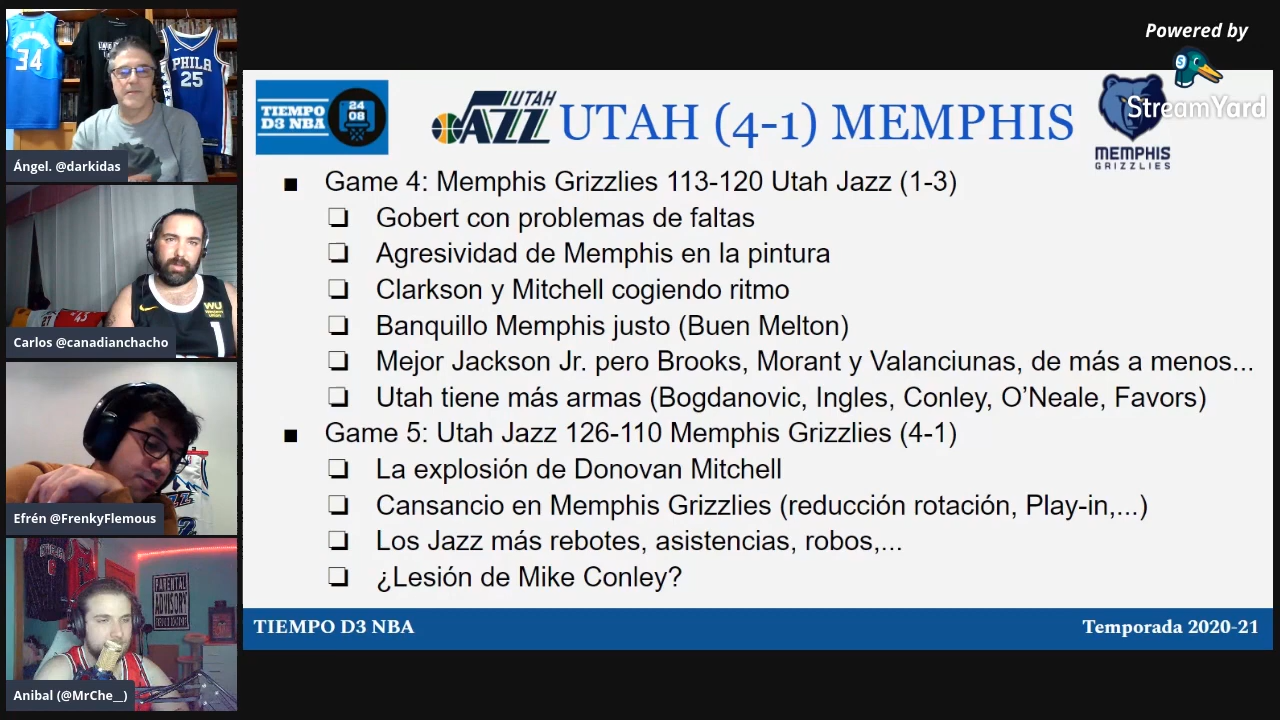 Powered by
StreamYard
34
PHILA
25
Ángel. @darkidas
WU
1
Carlos @canadianchacho
Efrén @FrenkyFlemous
PARENTAL
ADVISORY
Anibal (@MrChe__)
TIEMPO
D3 NBA
24
08
UTAH
JAZZ
UTAH (4-1) MEMPHIS
MEMPHIS
GRIZZLIES
■ Game 4: Memphis Grizzlies 113-120 Utah Jazz (1-3)
❏ Gobert con problemas de faltas
❏ Agresividad de Memphis en la pintura
❏ Clarkson y Mitchell cogiendo ritmo
❏ Banquillo Memphis justo (Buen Melton)
❏ Mejor Jackson Jr. pero Brooks, Morant y Valanciunas, de más a menos...
❏ Utah tiene más armas (Bogdanovic, Ingles, Conley, O’Neale, Favors)
■ Game 5: Utah Jazz 126-110 Memphis Grizzlies (4-1)
❏ La explosión de Donovan Mitchell
❏ Cansancio en Memphis Grizzlies (reducción rotación, Play-in,...)
❏ Los Jazz más rebotes, asistencias, robos,...
❏ ¿Lesión de Mike Conley?
TIEMPO D3 NBA
Temporada 2020-21